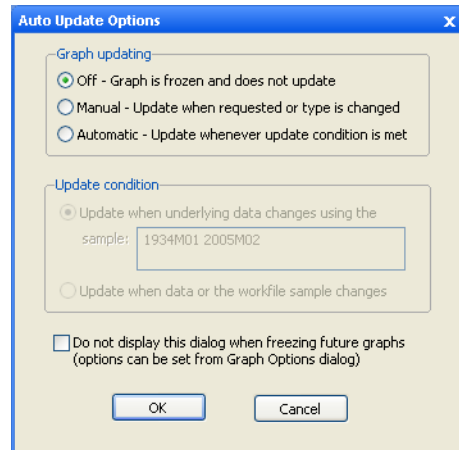 Auto Update Options
x
Graph updating
Off - Graph is frozen and does not update
Manual - Update when requested or type is changed
Automatic - Update whenever update condition is met
Update condition
Update when underlying data changes using the
sample: 1934M01 2005M02
Update when data or the workfile sample changes
Do not display this dialog when freezing future graphs
(options can be set from Graph Options dialog)
OK Cancel